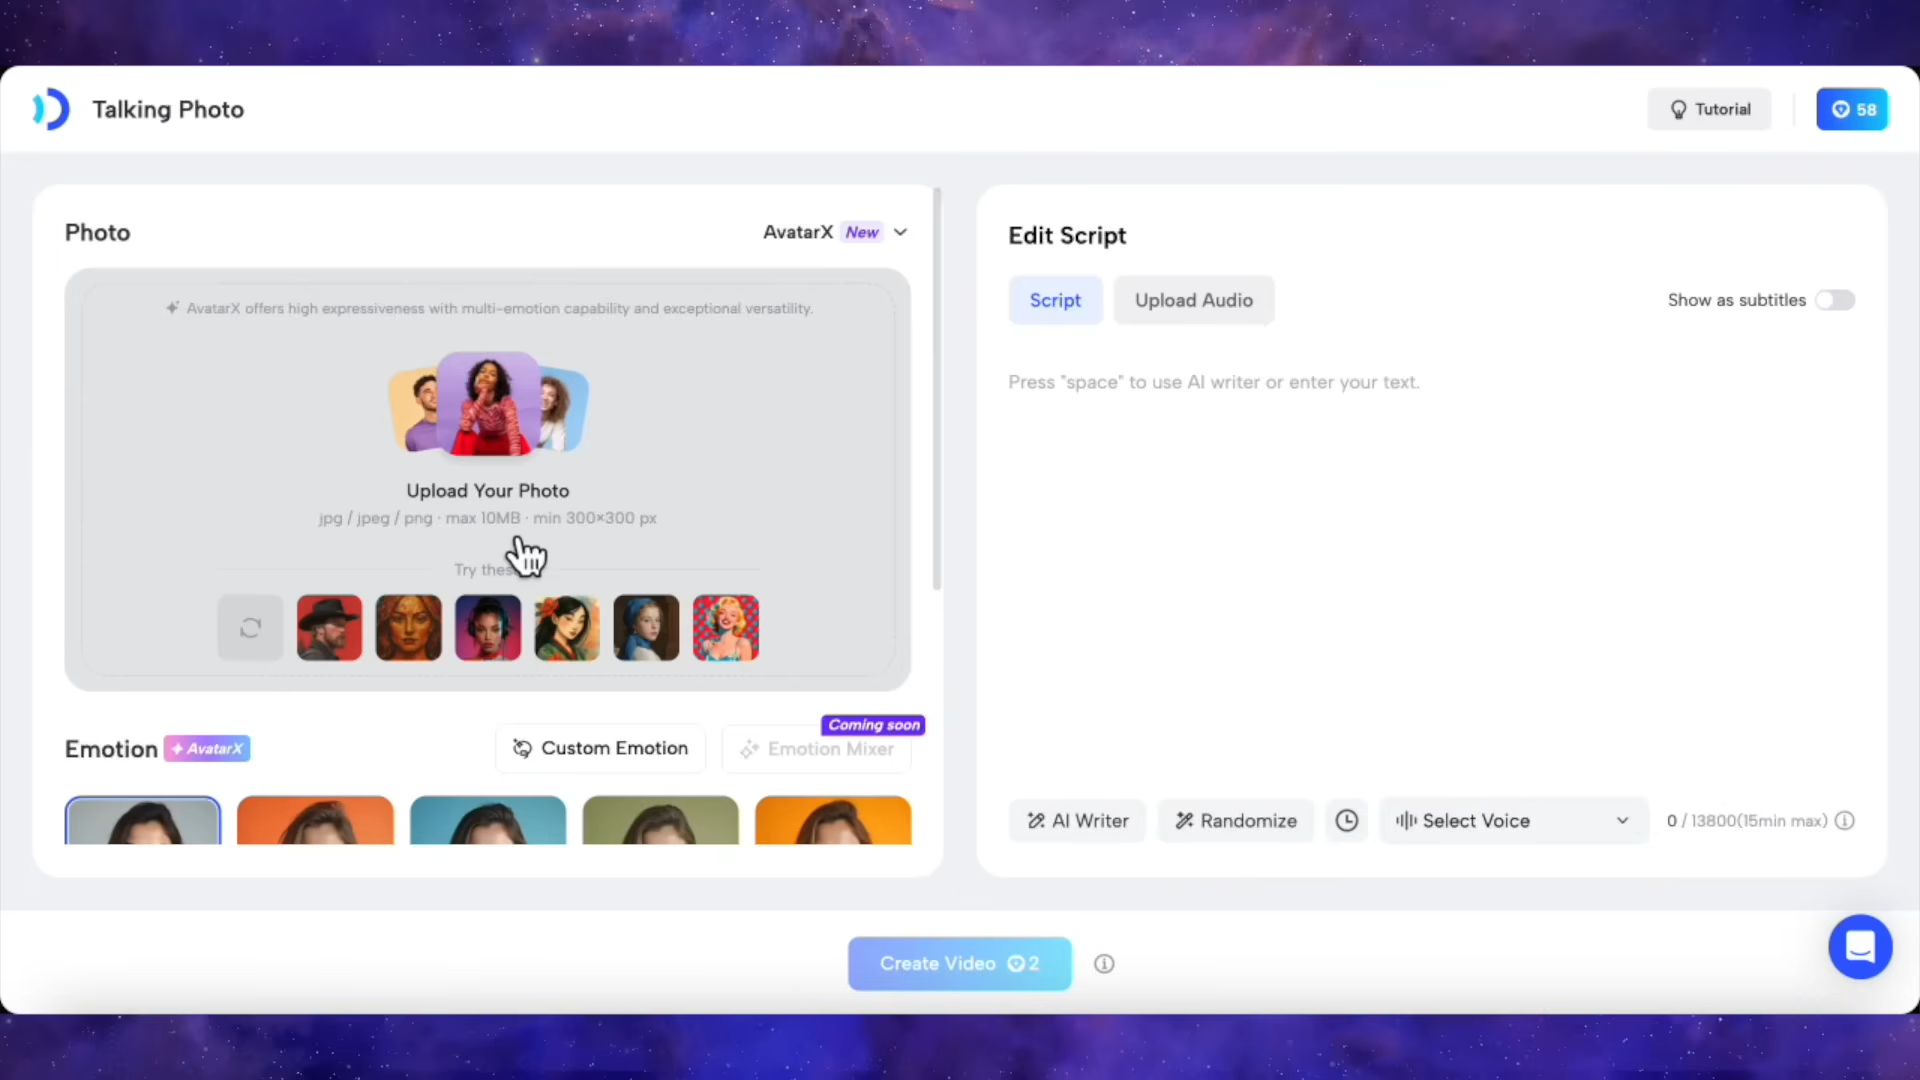 Talking Photo
Tutorial
58
Photo
AvatarX New
AvatarX offers high expressiveness with multi-emotion capability and exceptional versatility.
Upload Your Photo
jpg / jpeg / png · max 10MB · min 300×300 px
Try these
Emotion AvatarX
Custom Emotion
Coming soon
Emotion Mixer
Edit Script
Script
Upload Audio
Show as subtitles
Press "space" to use AI writer or enter your text.
AI Writer
Randomize
Select Voice
0 / 13800(15min max)
Create Video 2